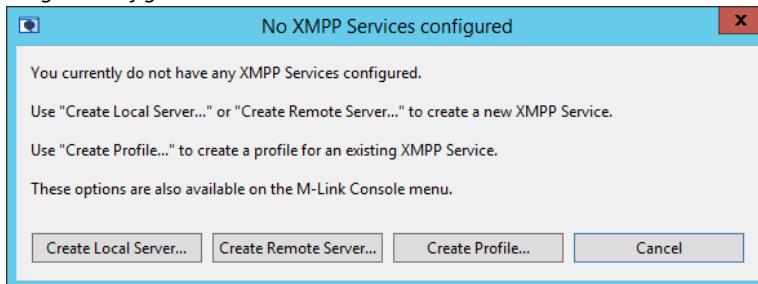 No XMPP Services configured
x
You currently do not have any XMPP Services configured.
Use "Create Local Server..." or "Create Remote Server..." to create a new XMPP Service.
Use "Create Profile..." to create a profile for an existing XMPP Service.
These options are also available on the M-Link Console menu.
Create Local Server... Create Remote Server... Create Profile... Cancel